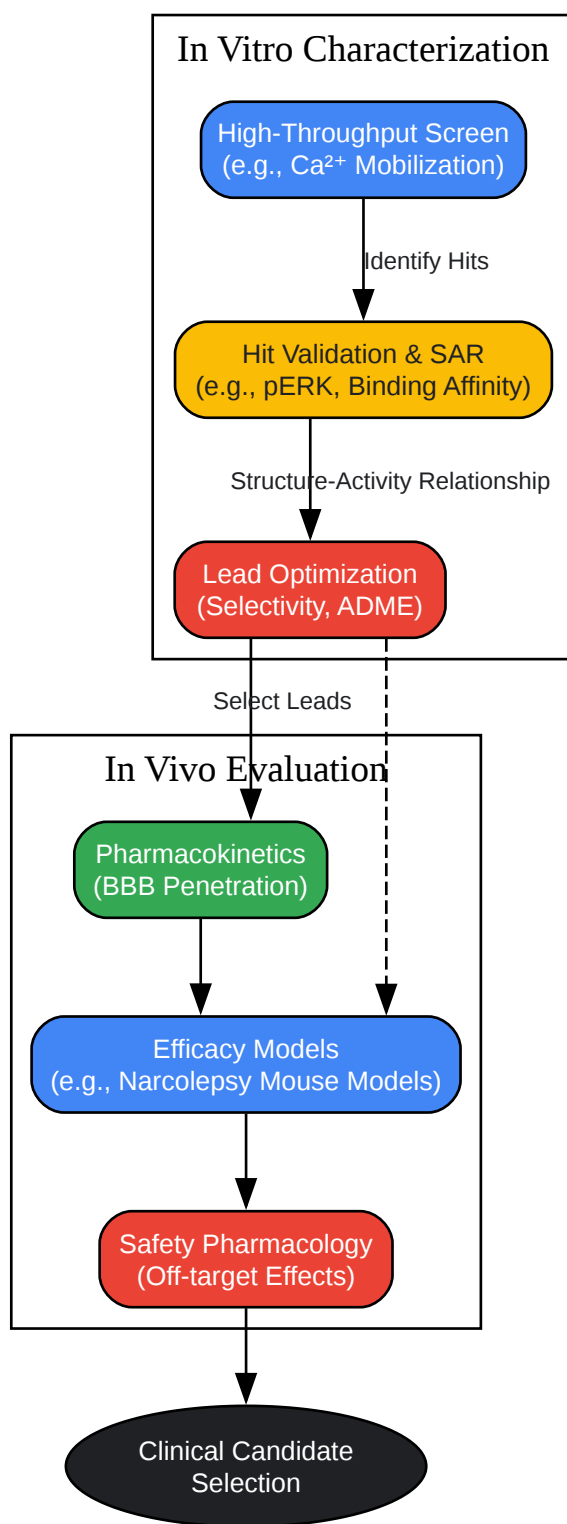 In Vitro Characterization
High-Throughput Screen
(e.g., Ca²⁺ Mobilization)
Identify Hits
Hit Validation & SAR
(e.g., pERK, Binding Affinity)
Structure-Activity Relationship
Lead Optimization
(Selectivity, ADME)
Select Leads
In Vivo Evaluation
Pharmacokinetics
(BBB Penetration)
Efficacy Models
(e.g., Narcolepsy Mouse Models)
Safety Pharmacology
(Off-target Effects)
Clinical Candidate
Selection